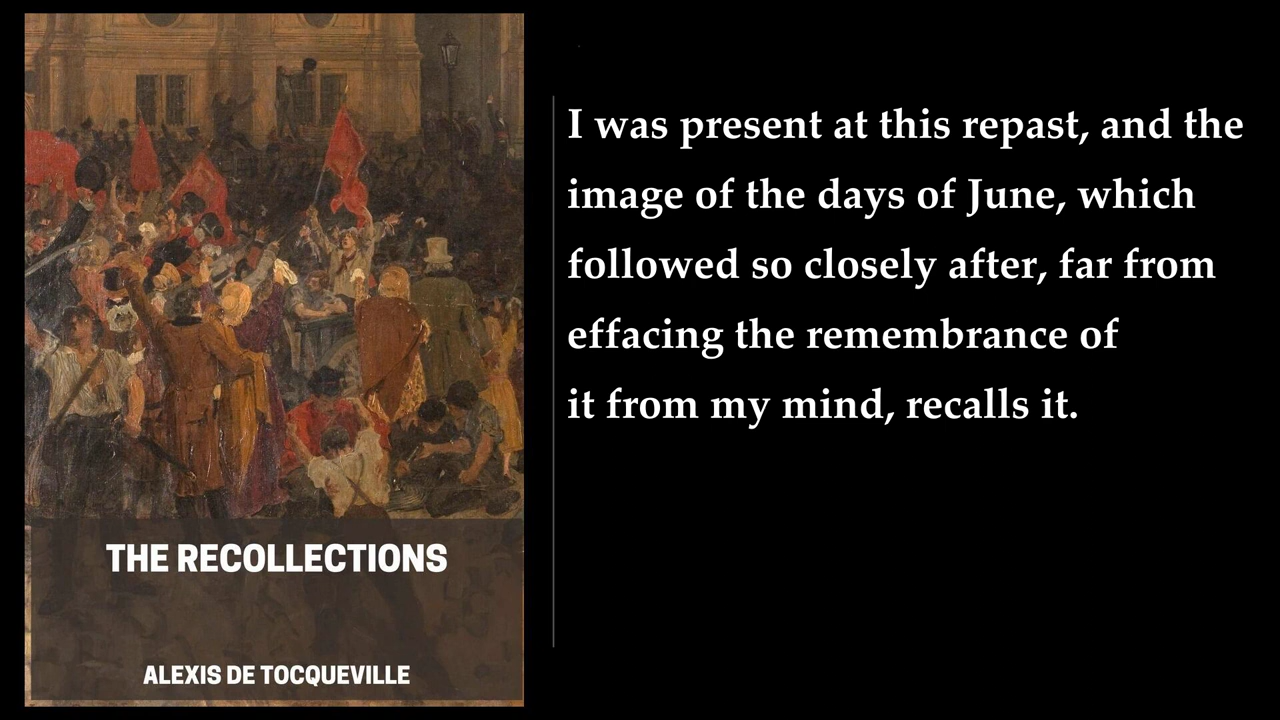 THE RECOLLECTIONS
ALEXIS DE TOCQUEVILLE
I was present at this repast, and the
image of the days of June, which
followed so closely after, far from
effacing the remembrance of
it from my mind, recalls it.